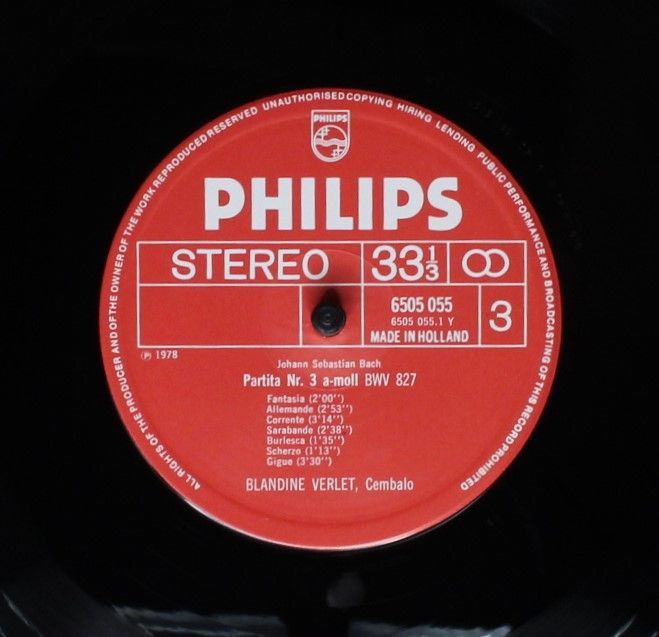 ALL RIGHTS OF THE PRODUCER AND OF THE OWNER OF THE WORK REPRODUCED RESERVED UNAUTHORISED COPYING HIRING LENDING PUBLIC PERFORMANCE AND BROADCASTING OF THIS RECORD PROHIBITED
PHILIPS
PHILIPS
STEREO 33 1/3
6505 055
6505 055.1 Y
MADE IN HOLLAND
3
Ⓟ 1978
Johann Sebastian Bach
Partita Nr. 3 a-moll BWV 827
Fantasia (2'00'')
Allemande (2'53'')
Corrente (3'14'')
Sarabande (2'38'')
Burlesca (1'35'')
Scherzo (1'13'')
Gigue (3'30'')
BLANDINE VERLET, Cembalo